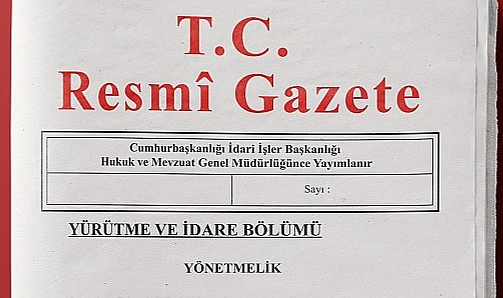 T.C.
Resmî Gazete
Cumhurbaşkanlığı İdari İşler Başkanlığı
Hukuk ve Mevzuat Genel Müdürlüğünce Yayımlanır
Sayı :
YÜRÜTME VE İDARE BÖLÜMÜ
YÖNETMELİK